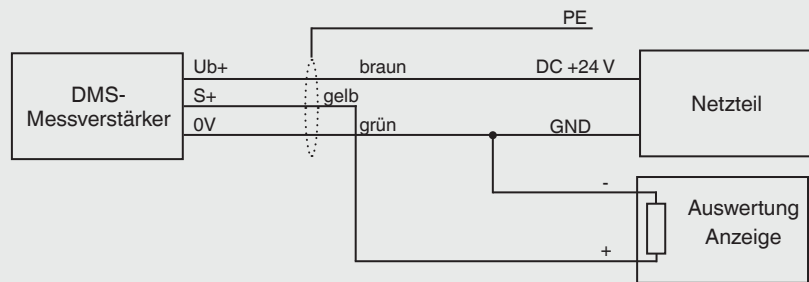 PE
Ub+
braun
DC +24 V
DMS-
Messverstärker
S+
gelb
Netzteil
0V
grün
GND
-
Auswertung
Anzeige
+